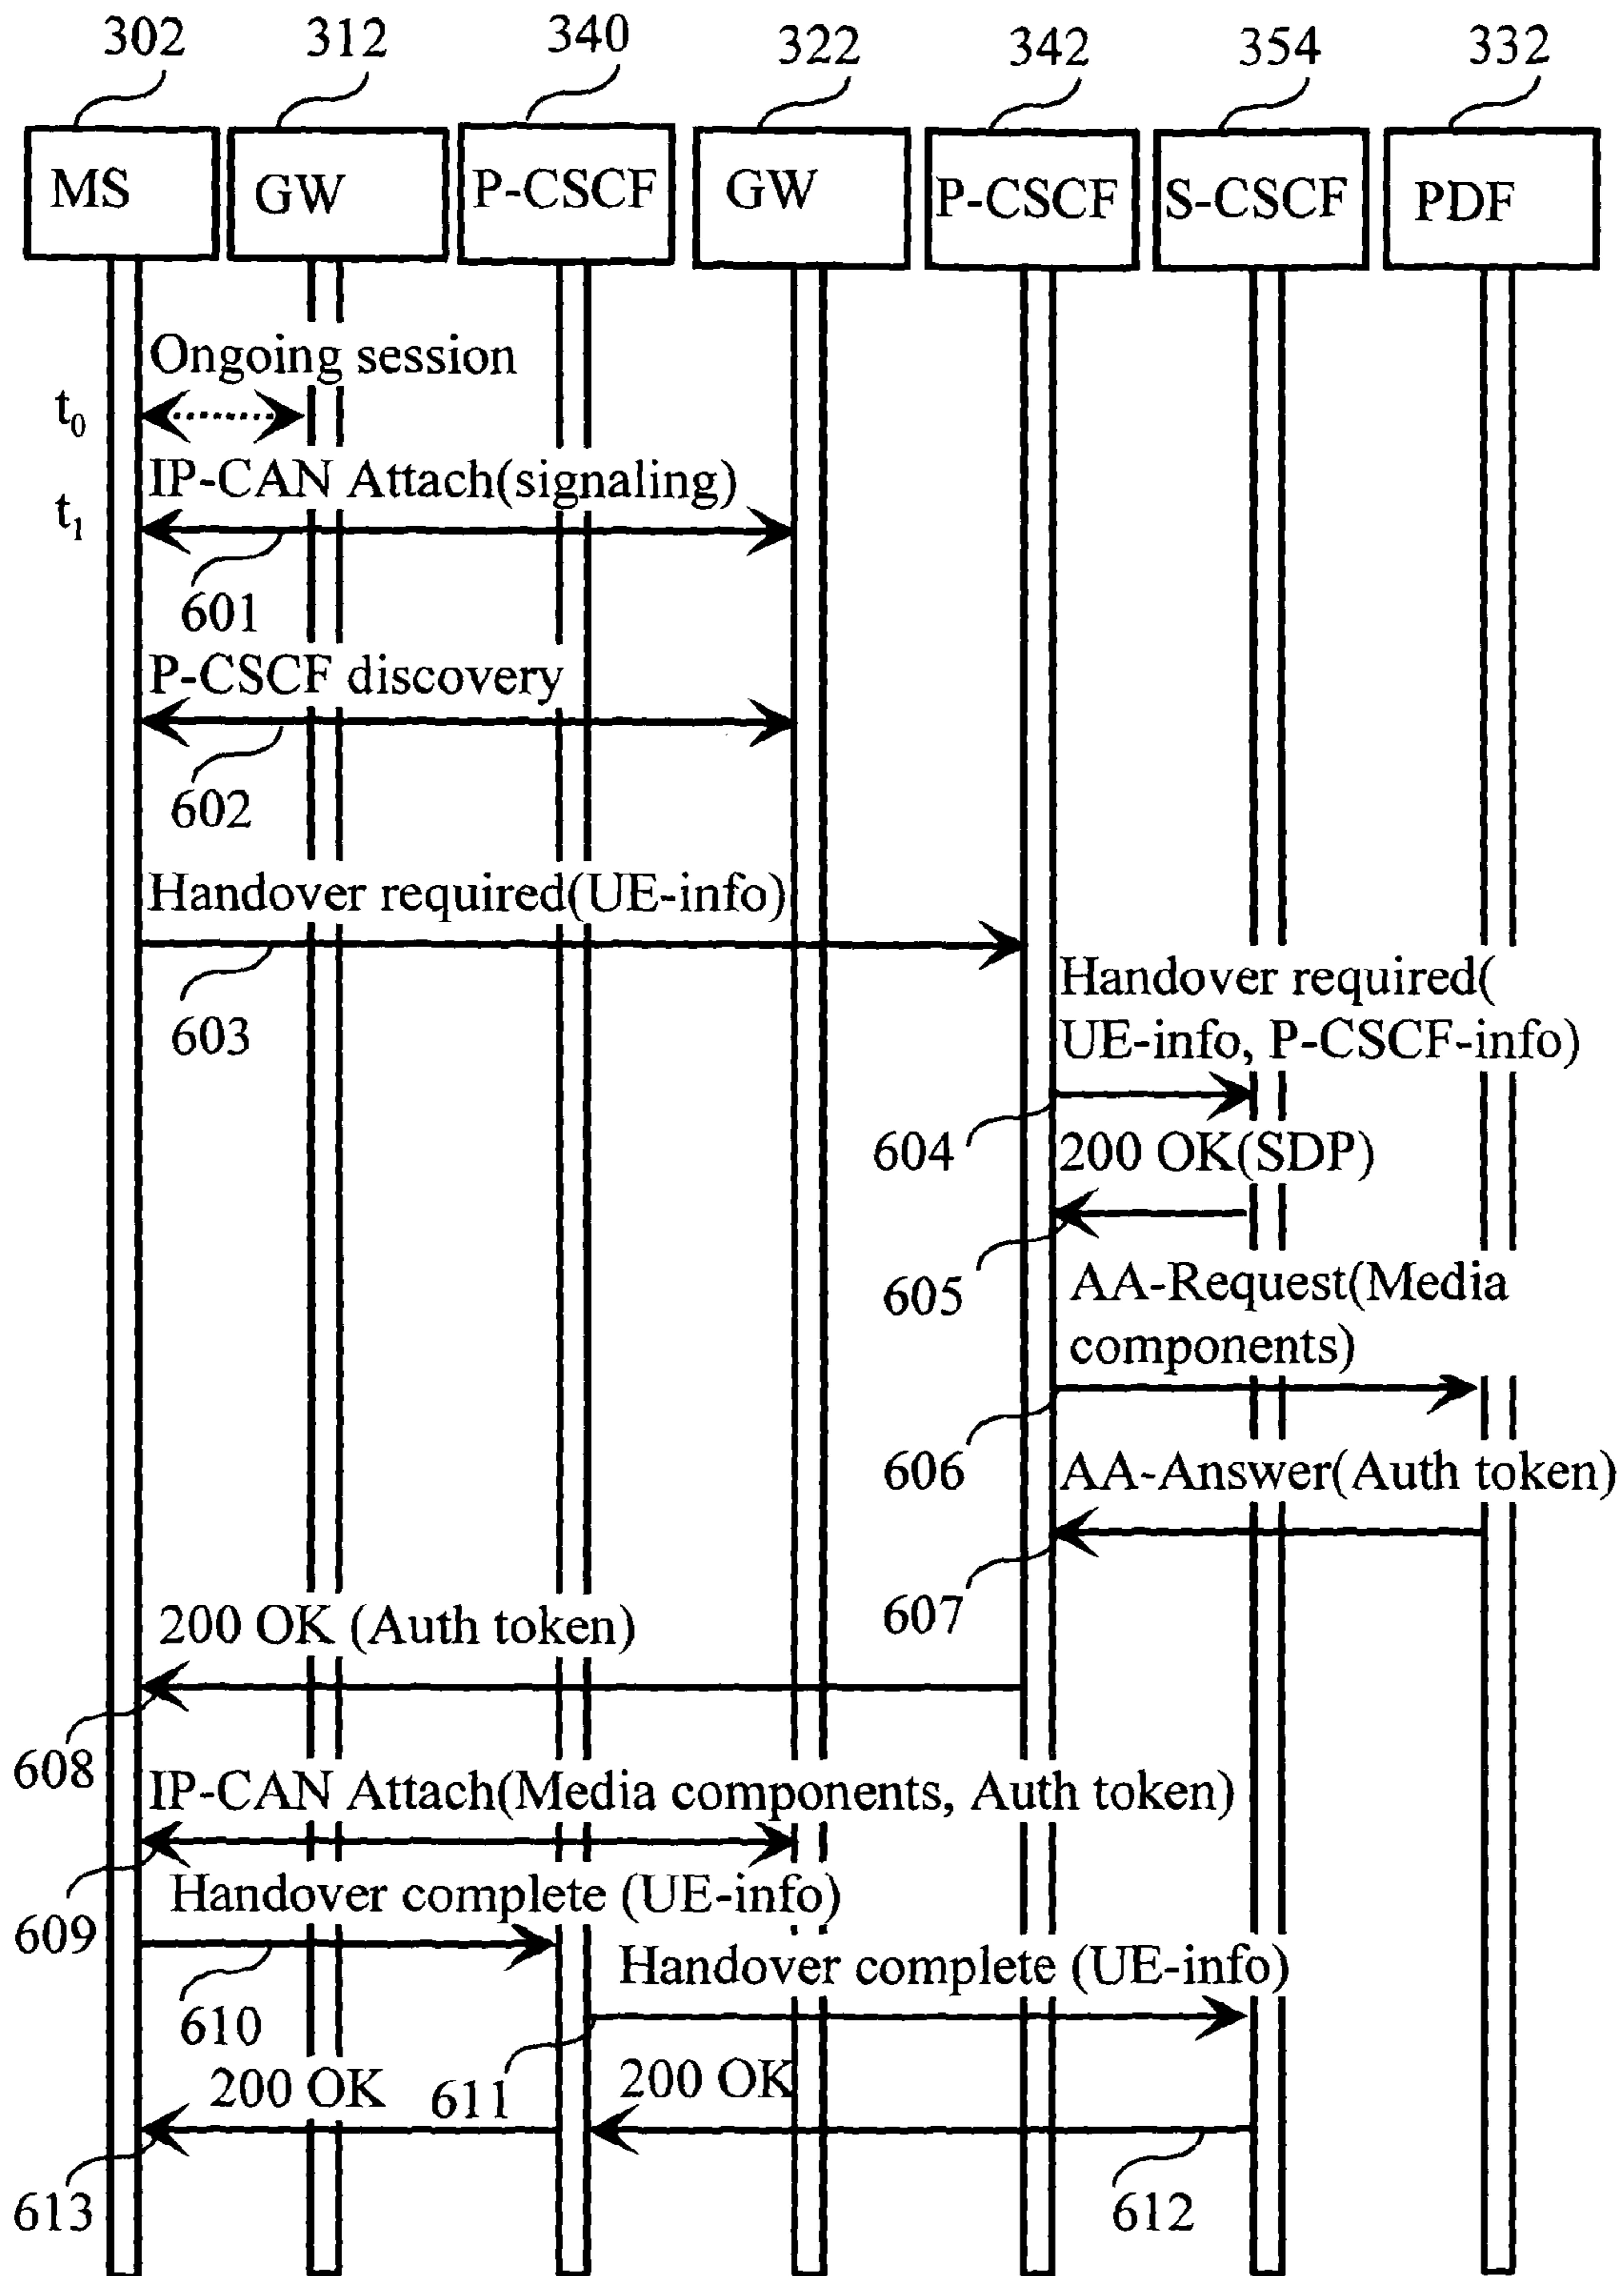 302 312 340 322 342 354 332
MS GW P-CSCF GW P-CSCF S-CSCF PDF
Ongoing session
t0
IP-CAN Attach(signaling)
t1
601
P-CSCF discovery
602
Handover required(UE-info)
603
Handover required(
UE-info, P-CSCF-info)
604
200 OK(SDP)
605
AA-Request(Media
components)
606
AA-Answer(Auth token)
607
200 OK (Auth token)
608
IP-CAN Attach(Media components, Auth token)
609
Handover complete (UE-info)
610
Handover complete (UE-info)
611
200 OK
200 OK
613
612